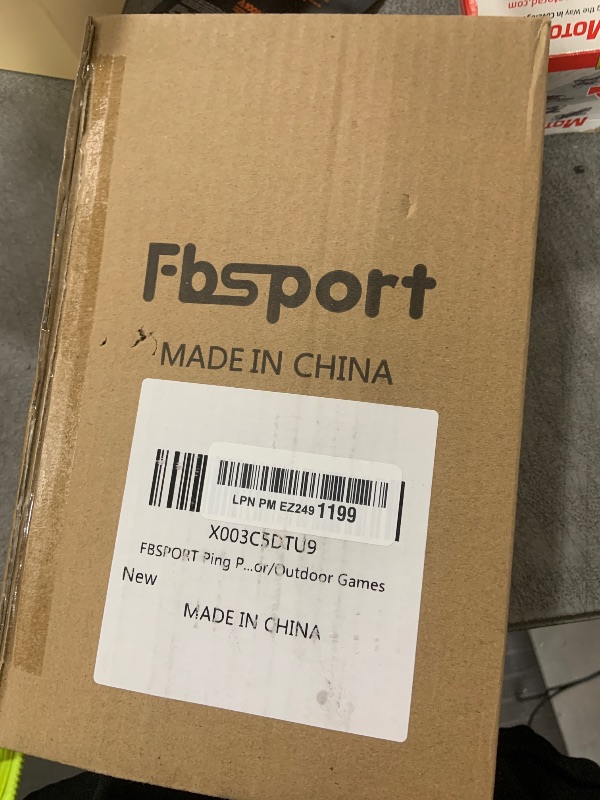 Fbsport
MADE IN CHINA
LPN PM EZ249 1199
X003C5DTU9
FBSPORT Ping P...or/Outdoor Games
New
MADE IN CHINA